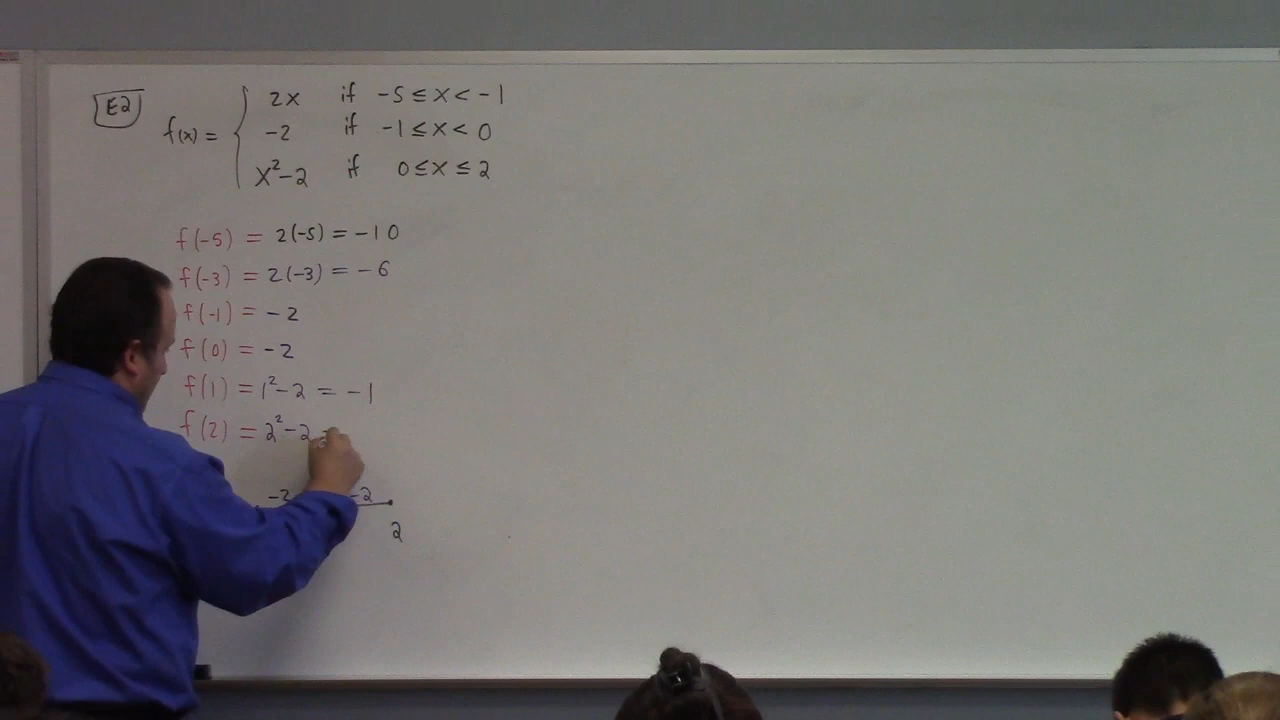 E2
f(x) = { 2x if -5 ≤ x < -1
-2 if -1 ≤ x < 0
x²-2 if 0 ≤ x ≤ 2
f(-5) = 2(-5) = -10
f(-3) = 2(-3) = -6
f(-1) = -2
f(0) = -2
f(1) = 1²-2 = -1
f(2) = 2²-2 =
-2 -2
2